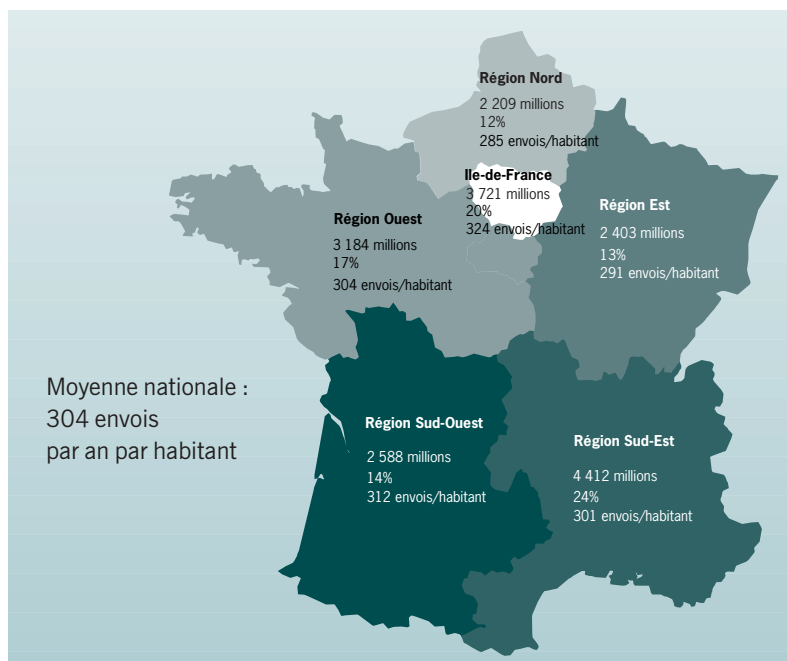 Région Nord
2 209 millions
12%
285 envois/habitant
Ile-de-France
3 721 millions
20%
324 envois/habitant
Région Ouest
3 184 millions
17%
304 envois/habitant
Région Est
2 403 millions
13%
291 envois/habitant
Moyenne nationale :
304 envois
par an par habitant
Région Sud-Ouest
2 588 millions
14%
312 envois/habitant
Région Sud-Est
4 412 millions
24%
301 envois/habitant